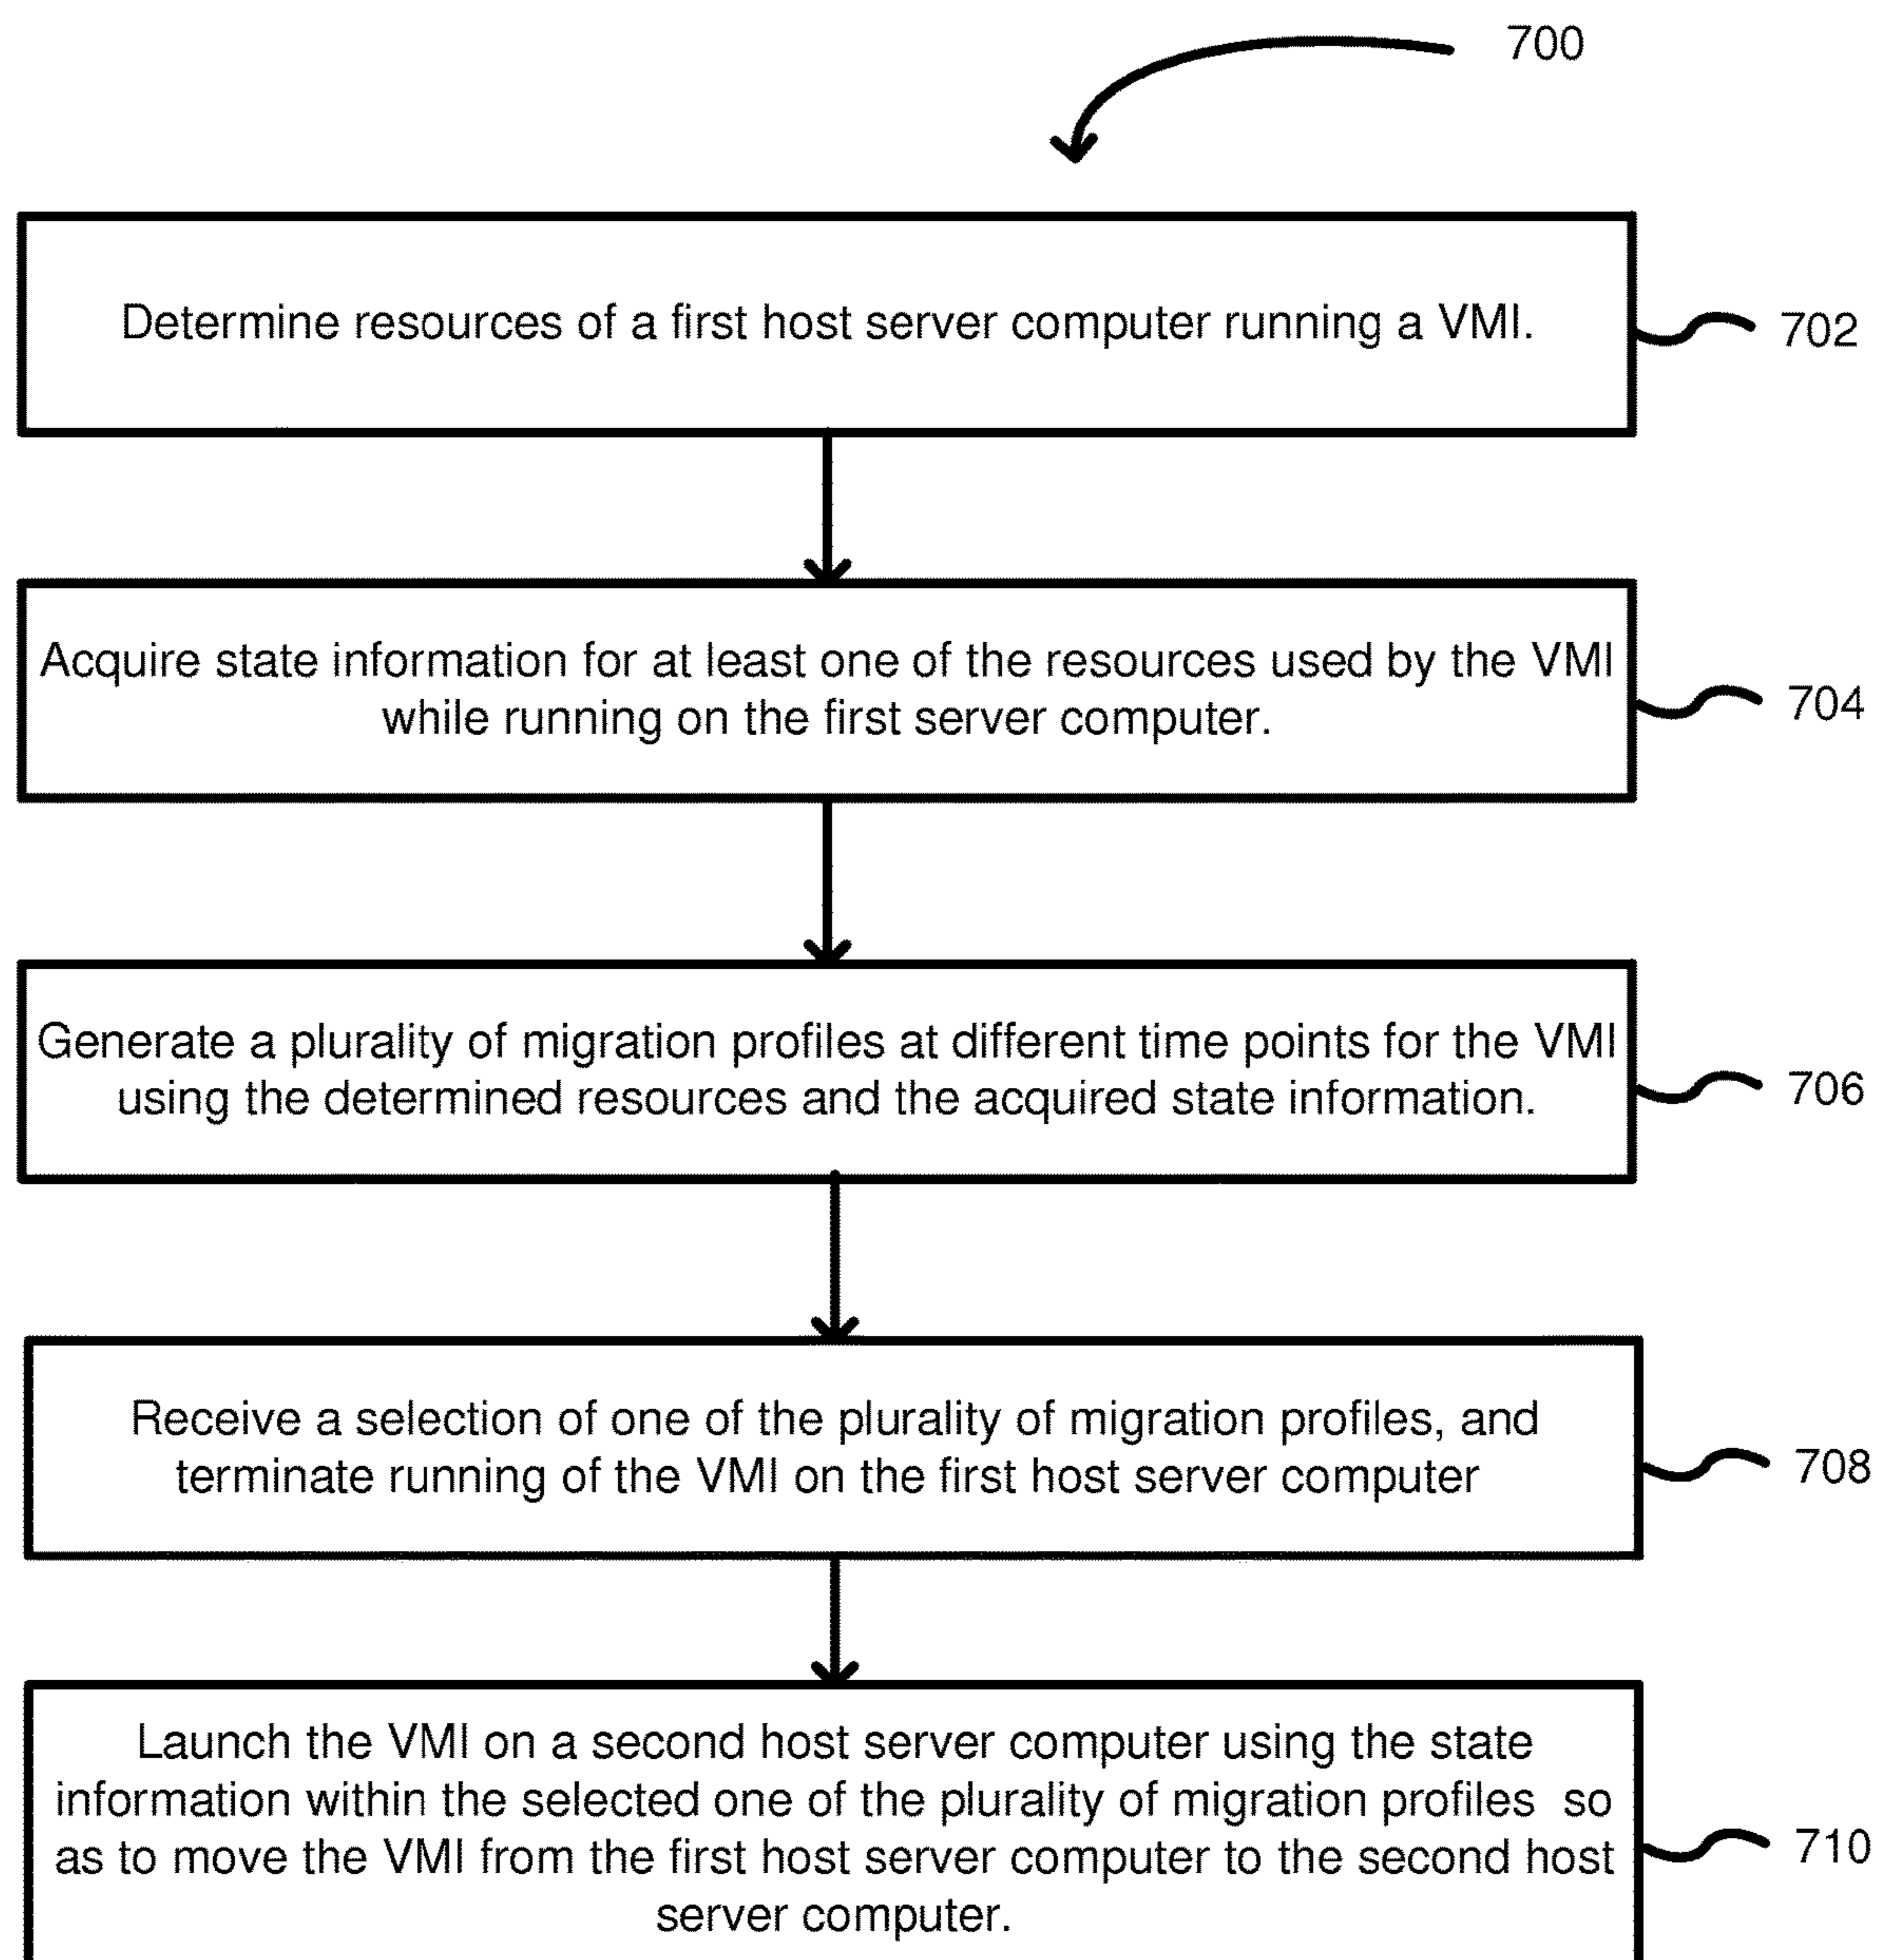 700
Determine resources of a first host server computer running a VMI.
702
Acquire state information for at least one of the resources used by the VMI
while running on the first server computer.
704
Generate a plurality of migration profiles at different time points for the VMI
using the determined resources and the acquired state information.
706
Receive a selection of one of the plurality of migration profiles, and
terminate running of the VMI on the first host server computer
708
Launch the VMI on a second host server computer using the state
information within the selected one of the plurality of migration profiles so
as to move the VMI from the first host server computer to the second host
server computer.
710